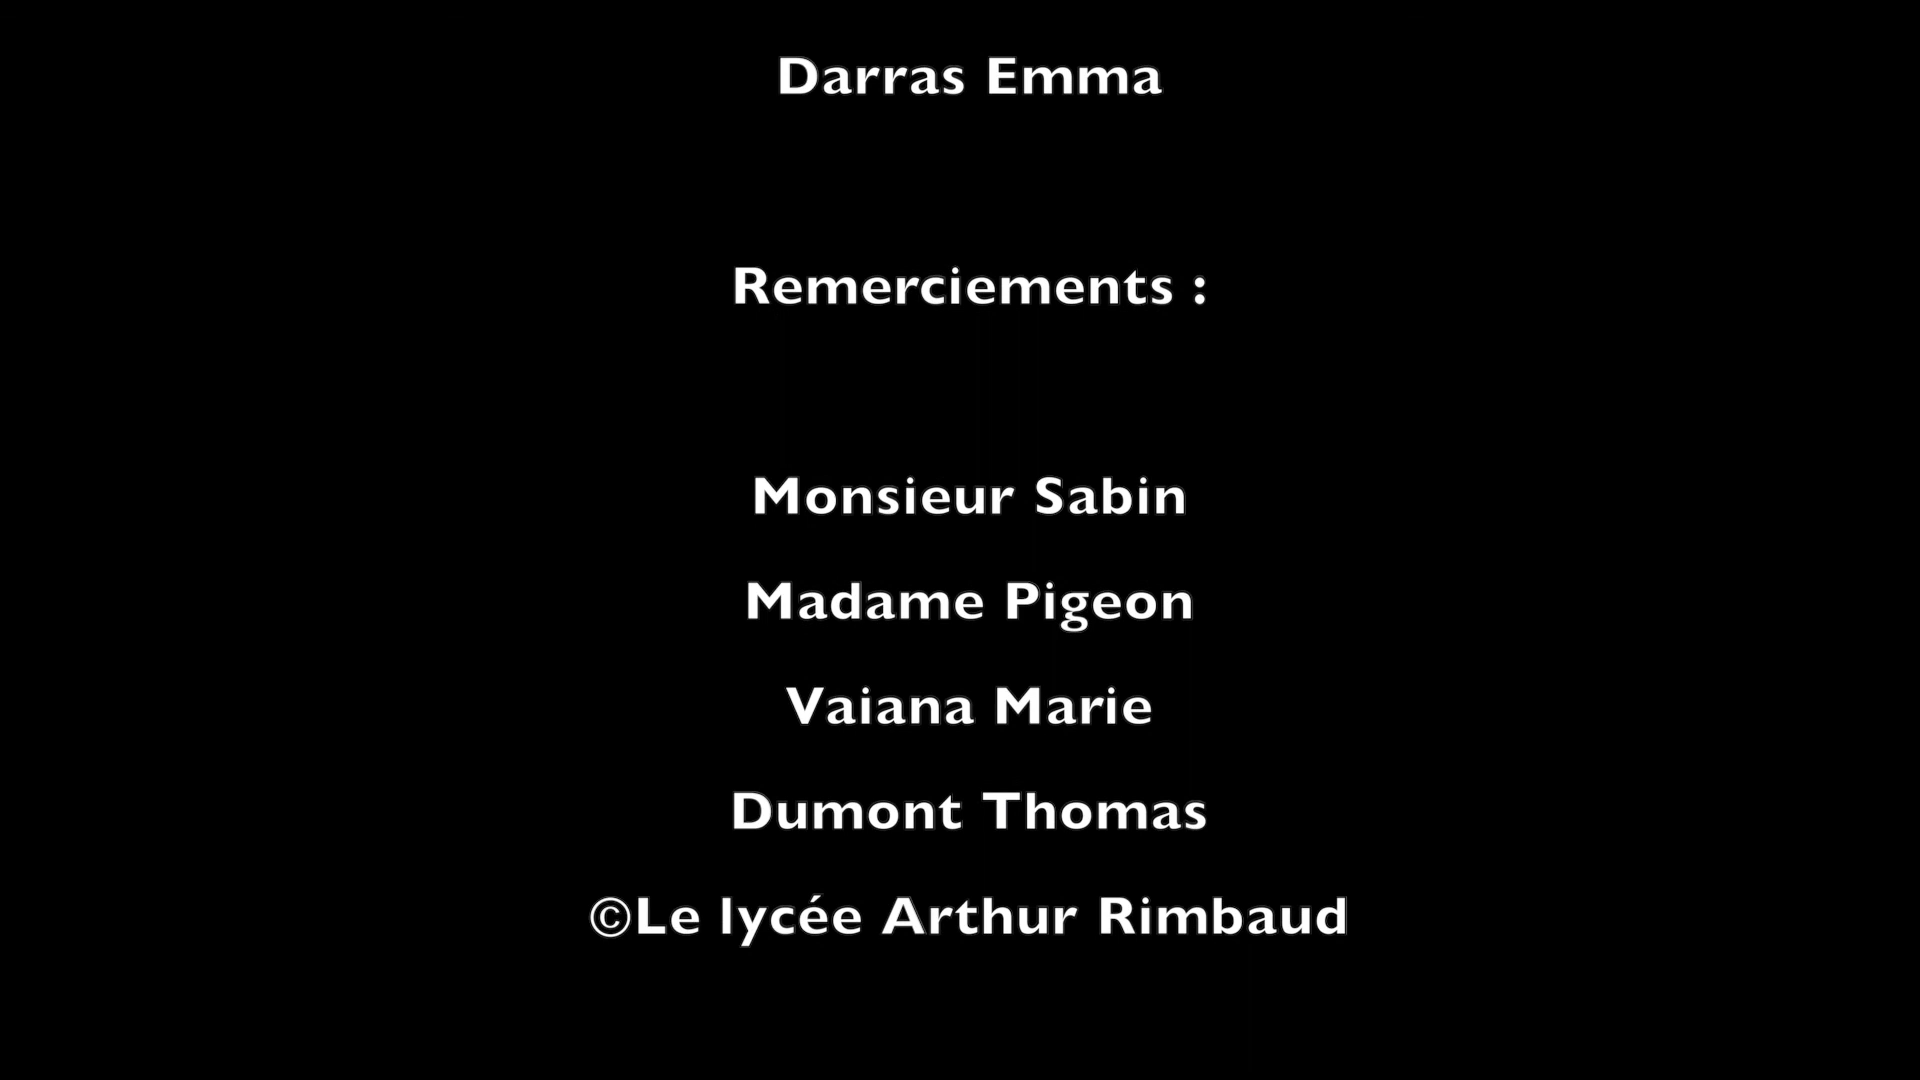 Darras Emma
Remerciements :
Monsieur Sabin
Madame Pigeon
Vaiana Marie
Dumont Thomas
©Le lycée Arthur Rimbaud